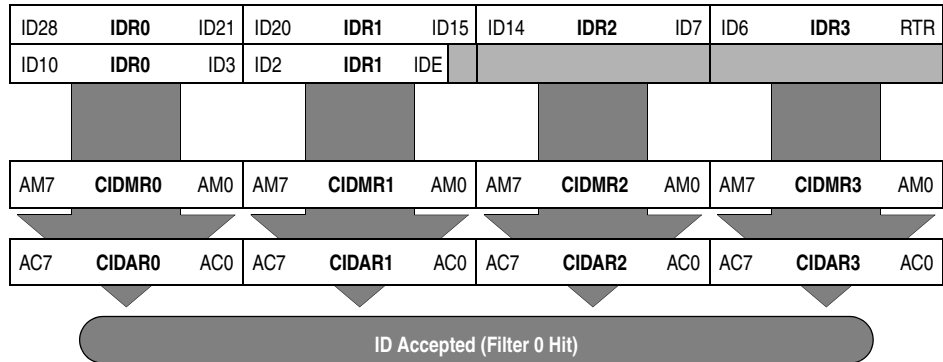 ID28 IDR0 ID21 ID20 IDR1 ID15 ID14 IDR2 ID7 ID6 IDR3 RTR
ID10 IDR0 ID3 ID2 IDR1 IDE
AM7 CIDMR0 AM0 AM7 CIDMR1 AM0 AM7 CIDMR2 AM0 AM7 CIDMR3 AM0
AC7 CIDAR0 AC0 AC7 CIDAR1 AC0 AC7 CIDAR2 AC0 AC7 CIDAR3 AC0
ID Accepted (Filter 0 Hit)